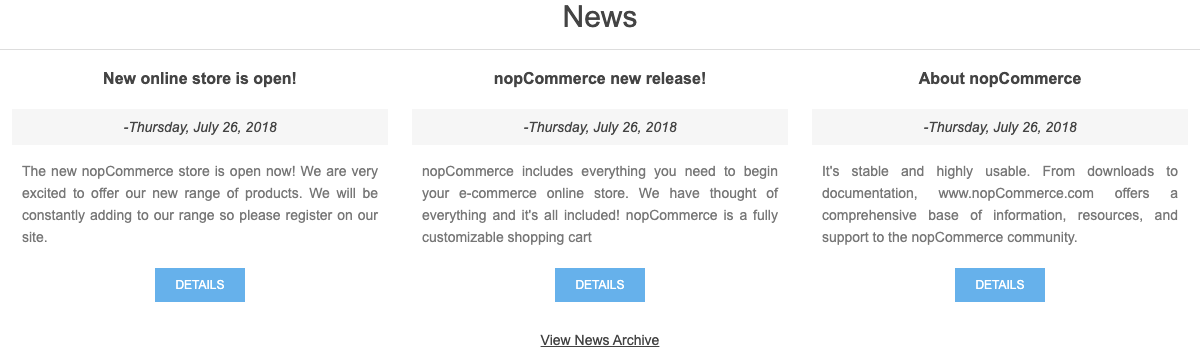 News
New online store is open!
-Thursday, July 26, 2018
The new nopCommerce store is open now! We are very
excited to offer our new range of products. We will be
constantly adding to our range so please register on our
site.
DETAILS
nopCommerce new release!
-Thursday, July 26, 2018
nopCommerce includes everything you need to begin
your e-commerce online store. We have thought of
everything and it's all included! nopCommerce is a fully
customizable shopping cart
DETAILS
About nopCommerce
-Thursday, July 26, 2018
It's stable and highly usable. From downloads to
documentation, www.nopCommerce.com offers a
comprehensive base of information, resources, and
support to the nopCommerce community.
DETAILS
View News Archive